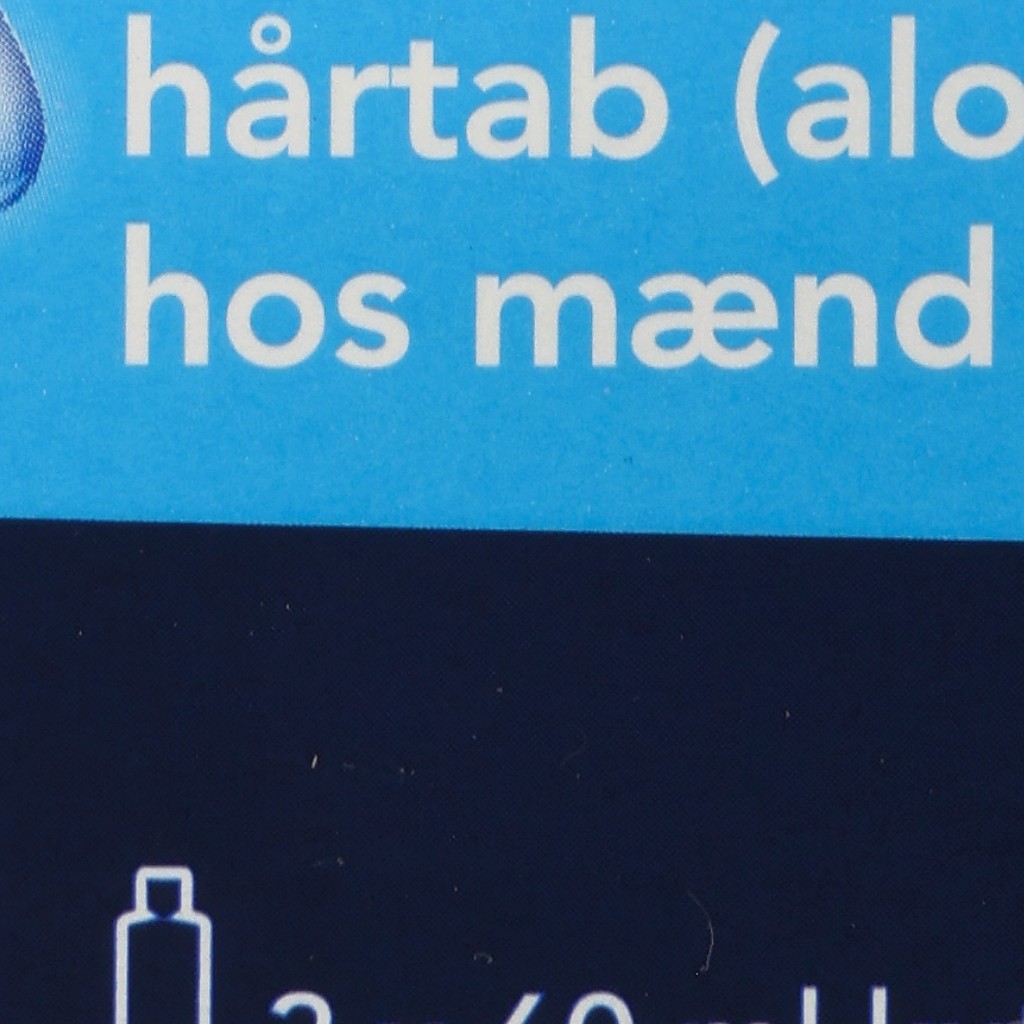 hårtab (alo
hos mænd